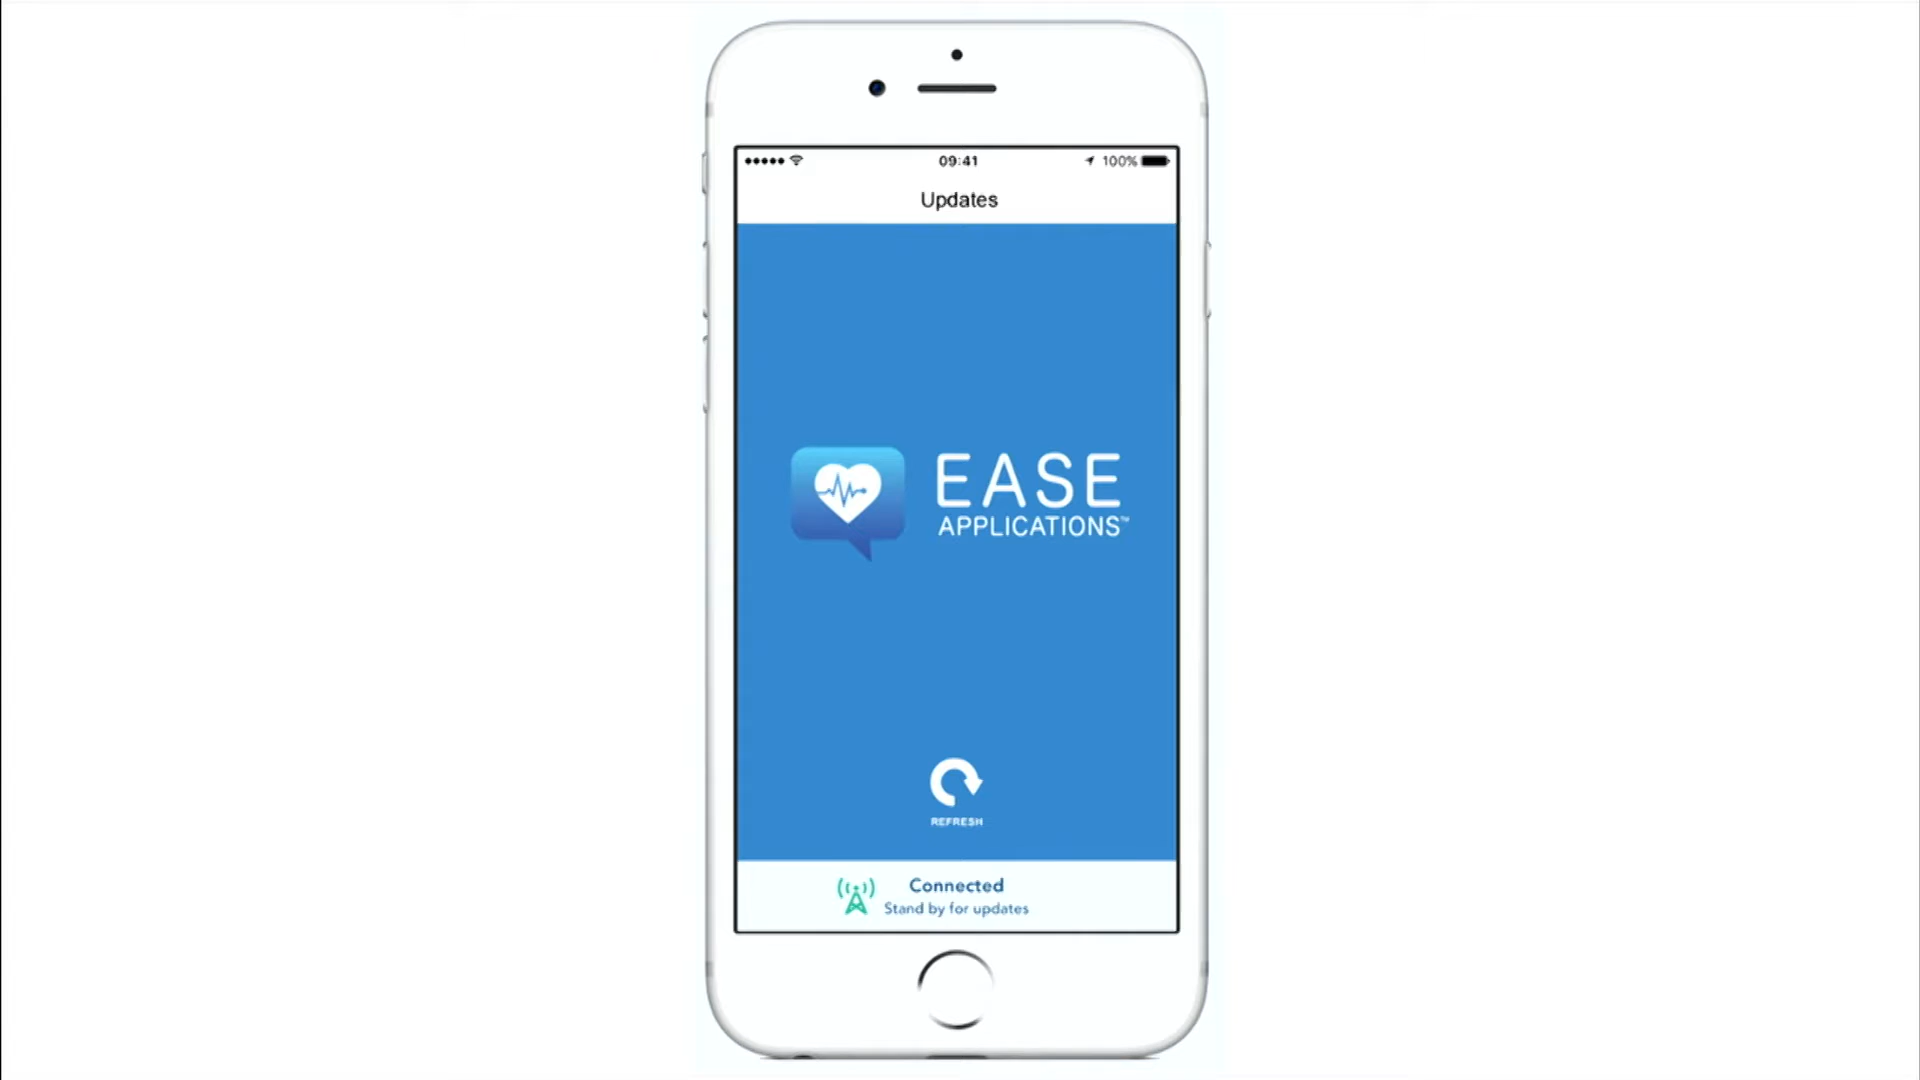 09:41
100%
Updates
EASE
APPLICATIONS™
REFRESH
Connected
Stand by for updates